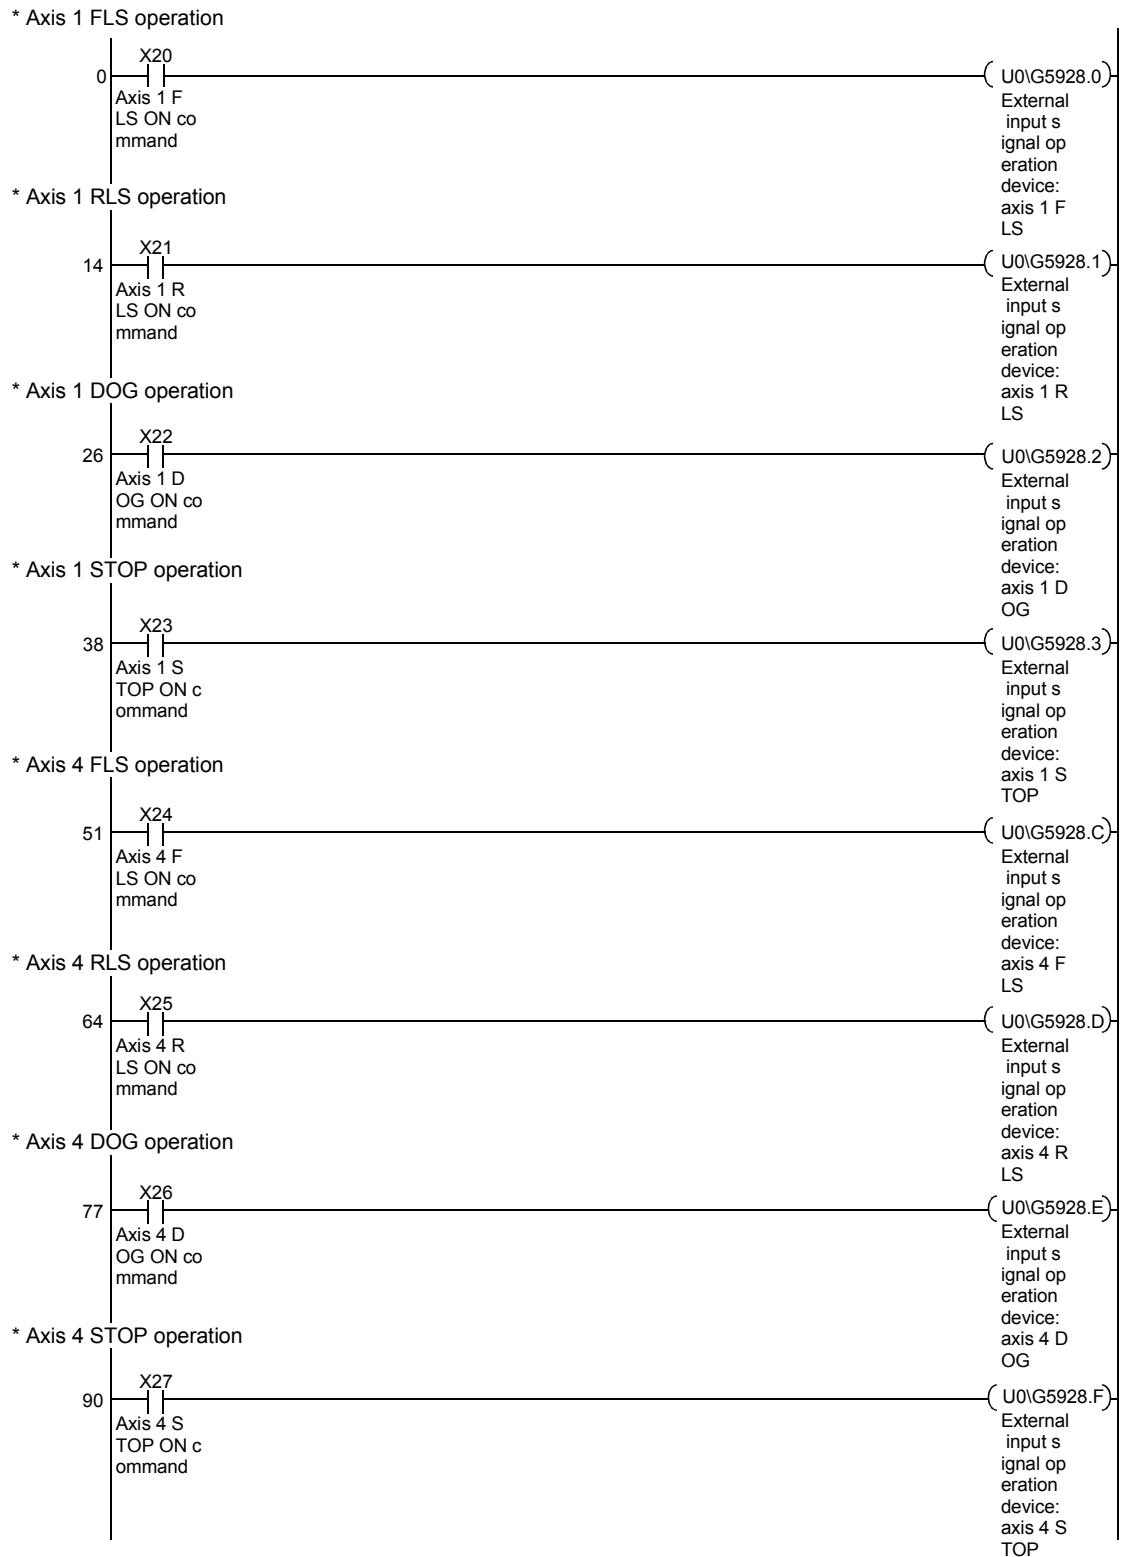 * Axis 1 FLS operation
X20
0
U0\G5928.0
Axis 1 F
LS ON co
mmand
External
input s
ignal op
eration
device:
axis 1 F
LS
* Axis 1 RLS operation
X21
14
U0\G5928.1
Axis 1 R
LS ON co
mmand
External
input s
ignal op
eration
device:
axis 1 R
LS
* Axis 1 DOG operation
X22
26
U0\G5928.2
Axis 1 D
OG ON co
mmand
External
input s
ignal op
eration
device:
axis 1 D
OG
* Axis 1 STOP operation
X23
38
U0\G5928.3
Axis 1 S
TOP ON c
ommand
External
input s
ignal op
eration
device:
axis 1 S
TOP
* Axis 4 FLS operation
X24
51
U0\G5928.C
Axis 4 F
LS ON co
mmand
External
input s
ignal op
eration
device:
axis 4 F
LS
* Axis 4 RLS operation
X25
64
U0\G5928.D
Axis 4 R
LS ON co
mmand
External
input s
ignal op
eration
device:
axis 4 R
LS
* Axis 4 DOG operation
X26
77
U0\G5928.E
Axis 4 D
OG ON co
mmand
External
input s
ignal op
eration
device:
axis 4 D
OG
* Axis 4 STOP operation
X27
90
U0\G5928.F
Axis 4 S
TOP ON c
ommand
External
input s
ignal op
eration
device:
axis 4 S
TOP